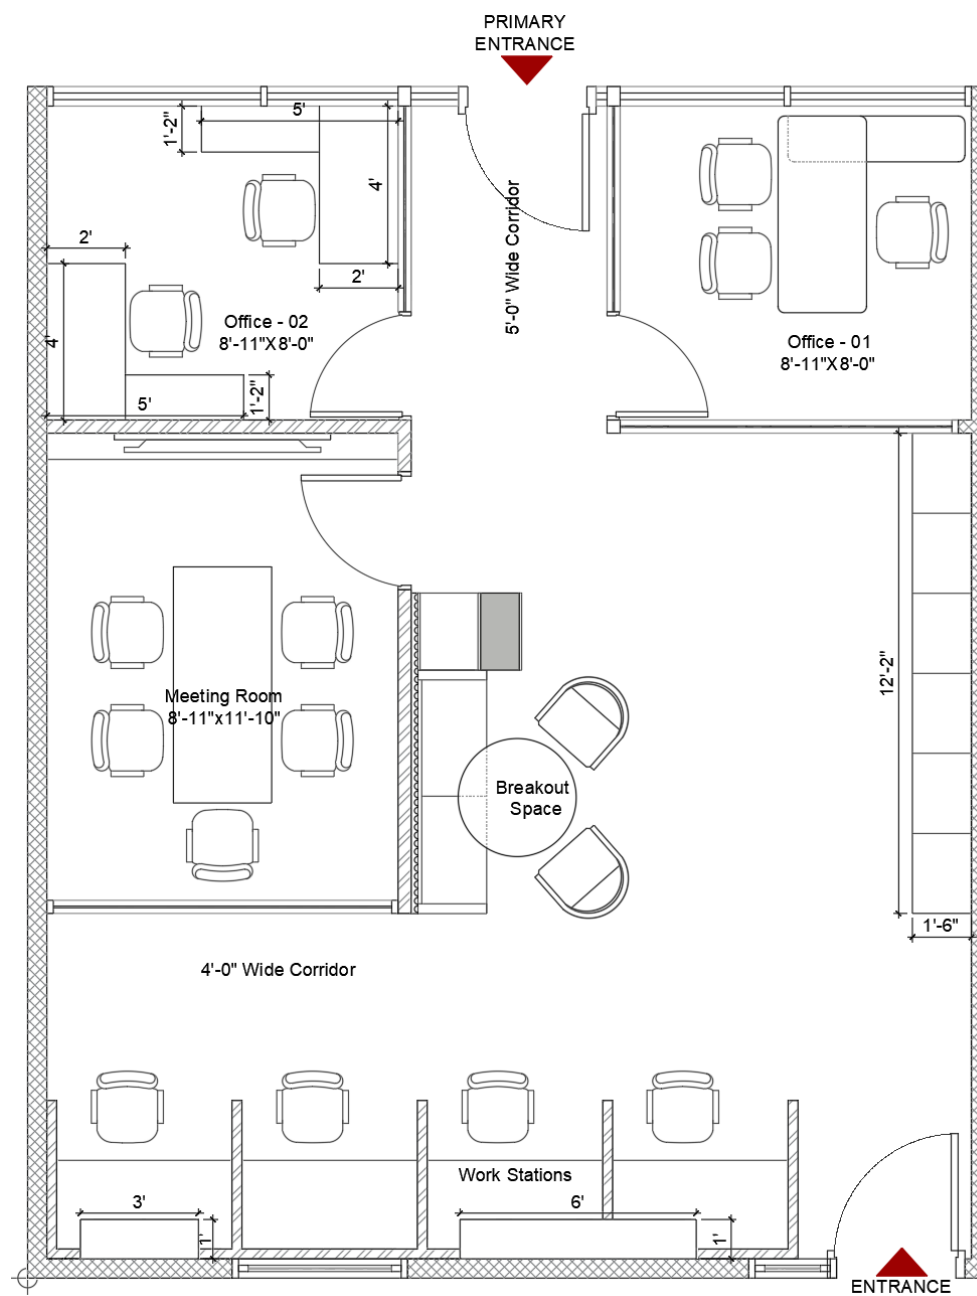 PRIMARY
ENTRANCE
5'
1'-2"
4'
2'
2'
Office - 02
8'-11"X8'-0"
4'
5'
1'-2"
5'-0" Wide Corridor
Office - 01
8'-11"X8'-0"
Meeting Room
8'-11"x11'-10"
12'-2"
Breakout
Space
1'-6"
4'-0" Wide Corridor
Work Stations
3'
1'
6'
1'
ENTRANCE